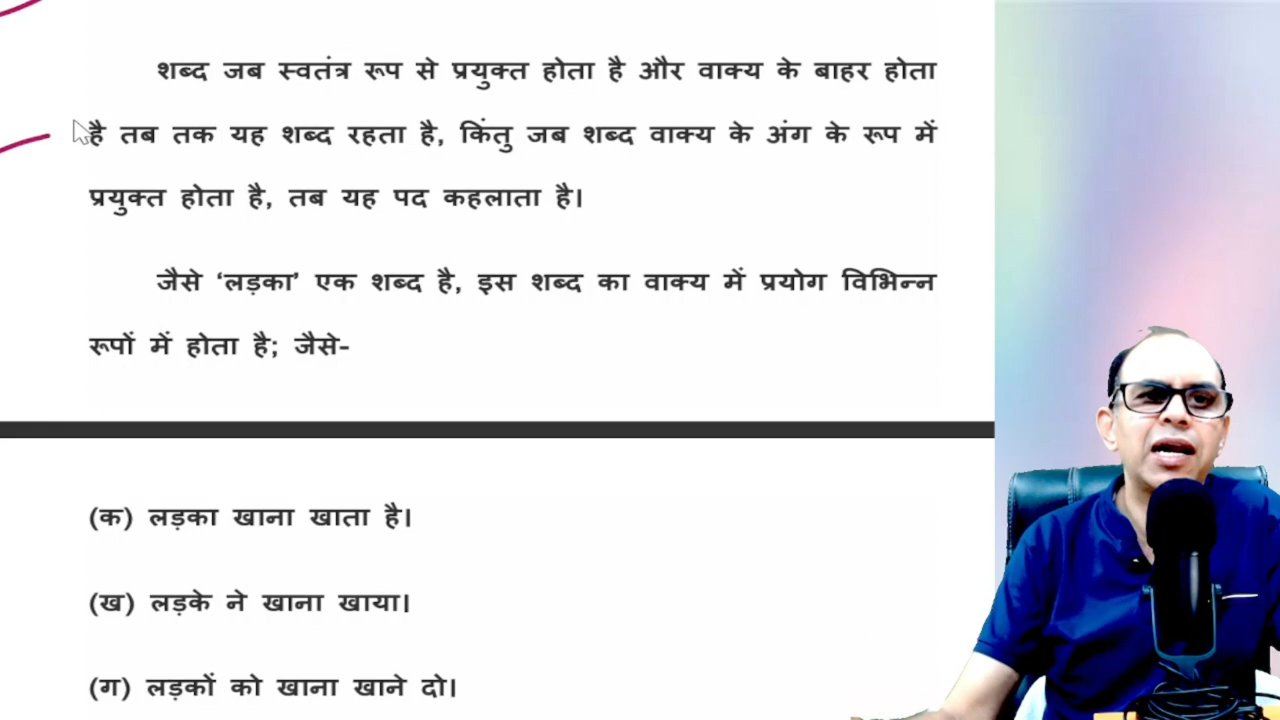 शब्द जब स्वतंत्र रूप से प्रयुक्त होता है और वाक्य के बाहर होता
है तब तक यह शब्द रहता है, किंतु जब शब्द वाक्य के अंग के रूप में
प्रयुक्त होता है, तब यह पद कहलाता है।
जैसे ‘लड़का’ एक शब्द है, इस शब्द का वाक्य में प्रयोग विभिन्न
रूपों में होता है; जैसे-
(क) लड़का खाना खाता है।
(ख) लड़के ने खाना खाया।
(ग) लड़कों को खाना खाने दो।